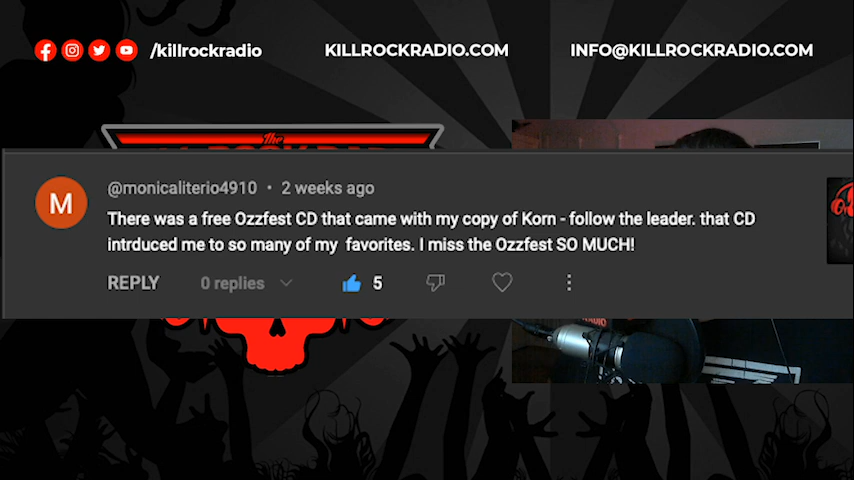 /killrockradio
KILLROCKRADIO.COM
INFO@KILLROCKRADIO.COM
The
M
@monicaliterio4910 • 2 weeks ago
There was a free Ozzfest CD that came with my copy of Korn - follow the leader. that CD
intrduced me to so many of my favorites. I miss the Ozzfest SO MUCH!
REPLY
0 replies
5
RADIO